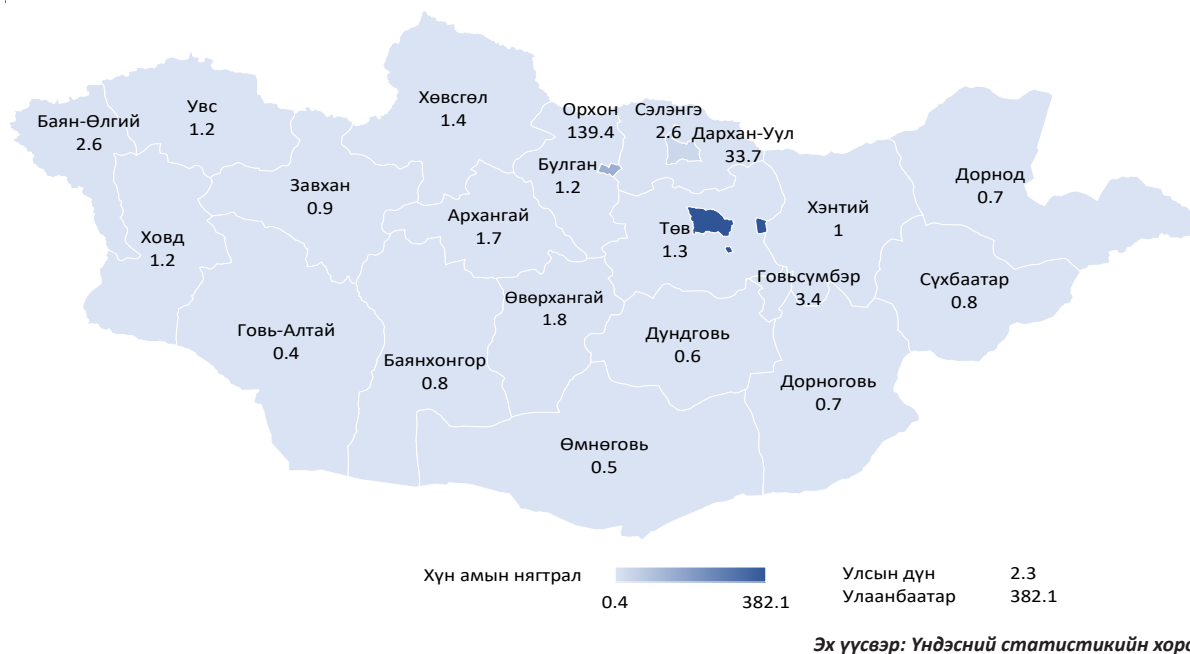 Хөвсгөл
1.4
Увс
1.2
Орхон
139.4
Сэлэнгэ
2.6
Баян-Өлгий
2.6
Дархан-Уул
33.7
Булган
1.2
Завхан
0.9
Дорнод
0.7
Архангай
1.7
Хэнтий
1
Төв
1.3
Ховд
1.2
Говьсүмбэр
3.4
Сүхбаатар
0.8
Өвөрхангай
1.8
Говь-Алтай
0.4
Дундговь
0.6
Баянхонгор
0.8
Дорноговь
0.7
Өмнөговь
0.5
Хүн амын нягтрал
0.4 382.1
Улсын дүн 2.3
Улаанбаатар 382.1
Эх үүсвэр: Үндэсний статистикийн хоро